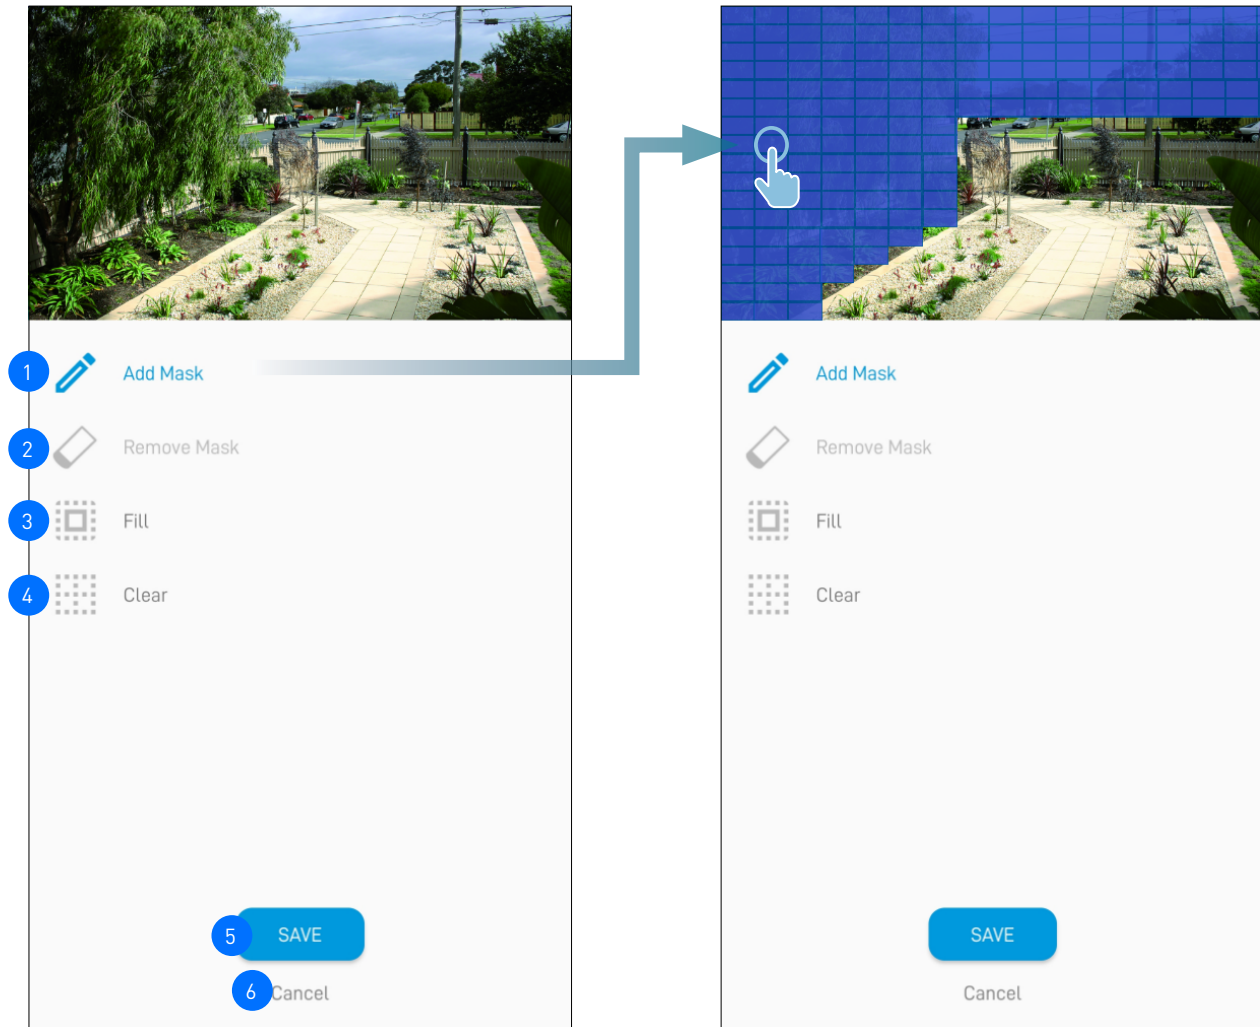 1 Add Mask
2 Remove Mask
3 Fill
4 Clear
5 SAVE
6 Cancel
Add Mask
Remove Mask
Fill
Clear
SAVE
Cancel